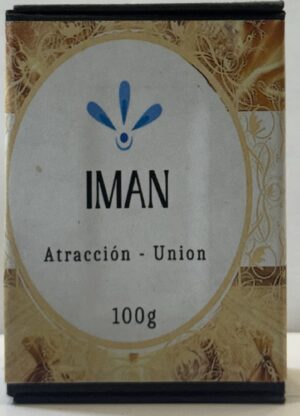 IMAN
Atracción - Union
100g